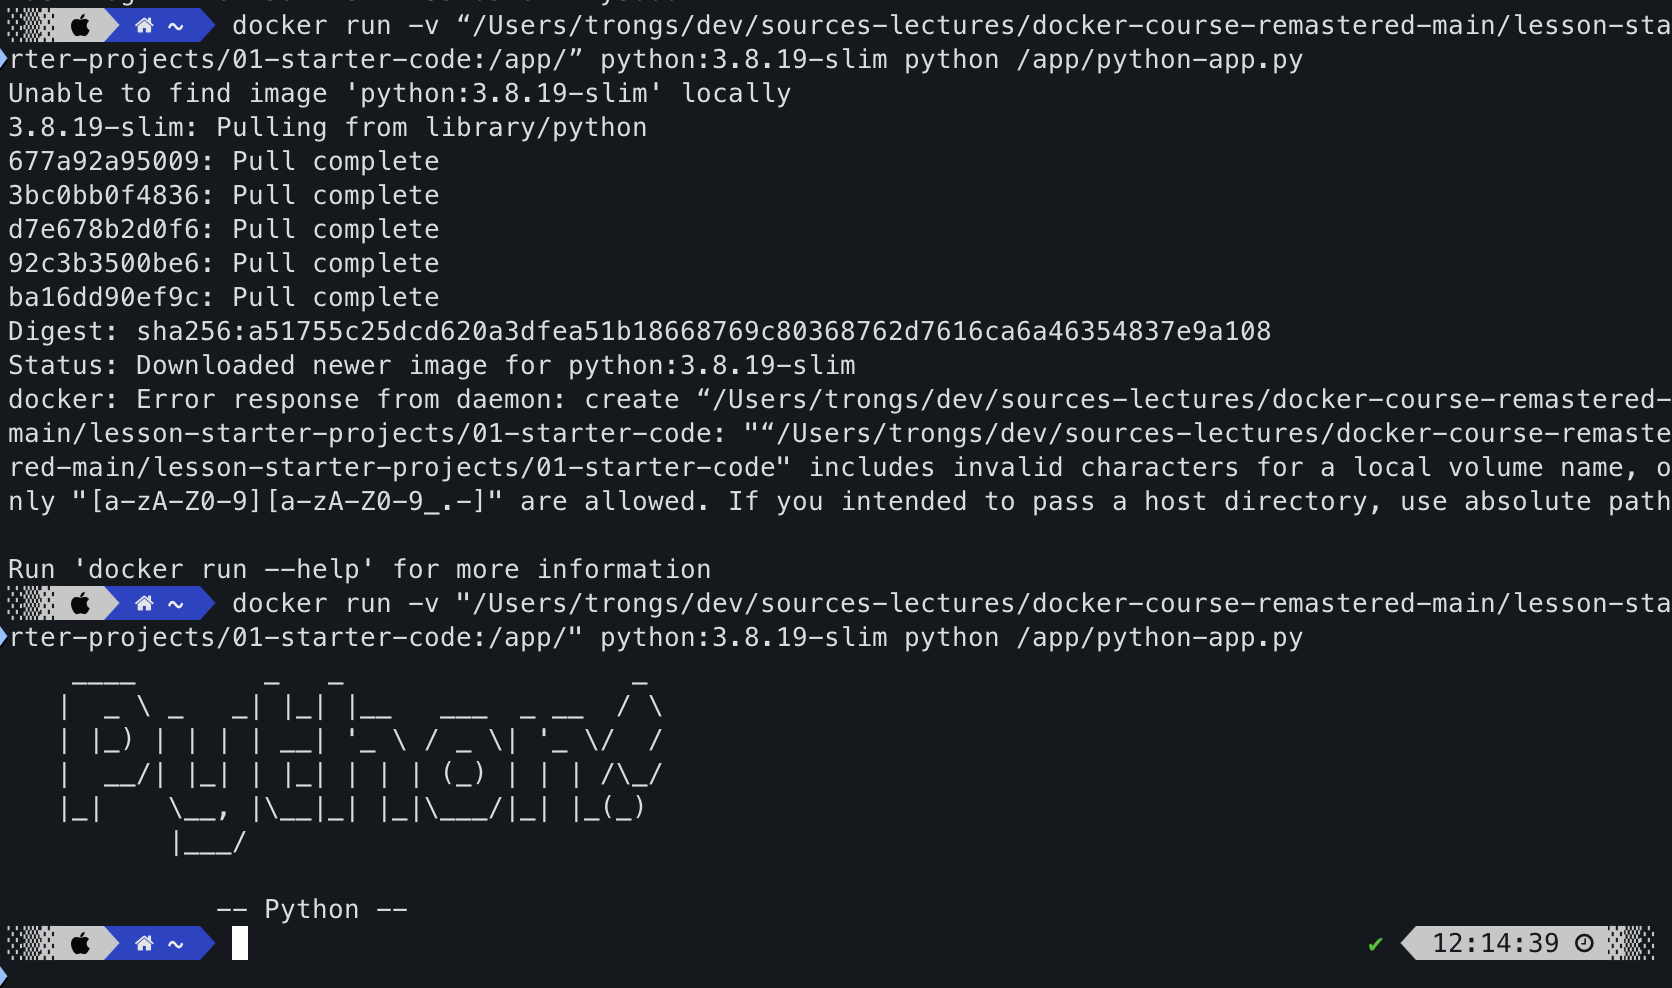 ~ docker run -v “/Users/trongs/dev/sources-lectures/docker-course-remastered-main/lesson-sta
rter-projects/01-starter-code:/app/” python:3.8.19-slim python /app/python-app.py
Unable to find image 'python:3.8.19-slim' locally
3.8.19-slim: Pulling from library/python
677a92a95009: Pull complete
3bc0bb0f4836: Pull complete
d7e678b2d0f6: Pull complete
92c3b3500be6: Pull complete
ba16dd90ef9c: Pull complete
Digest: sha256:a51755c25dcd620a3dfea51b18668769c80368762d7616ca6a46354837e9a108
Status: Downloaded newer image for python:3.8.19-slim
docker: Error response from daemon: create “/Users/trongs/dev/sources-lectures/docker-course-remastered-
main/lesson-starter-projects/01-starter-code: "“/Users/trongs/dev/sources-lectures/docker-course-remaste
red-main/lesson-starter-projects/01-starter-code" includes invalid characters for a local volume name, o
nly "[a-zA-Z0-9][a-zA-Z0-9_.-]" are allowed. If you intended to pass a host directory, use absolute path
Run 'docker run --help' for more information
~ docker run -v "/Users/trongs/dev/sources-lectures/docker-course-remastered-main/lesson-sta
rter-projects/01-starter-code:/app/" python:3.8.19-slim python /app/python-app.py
Python!
-- Python --
~ ✔ 12:14:39